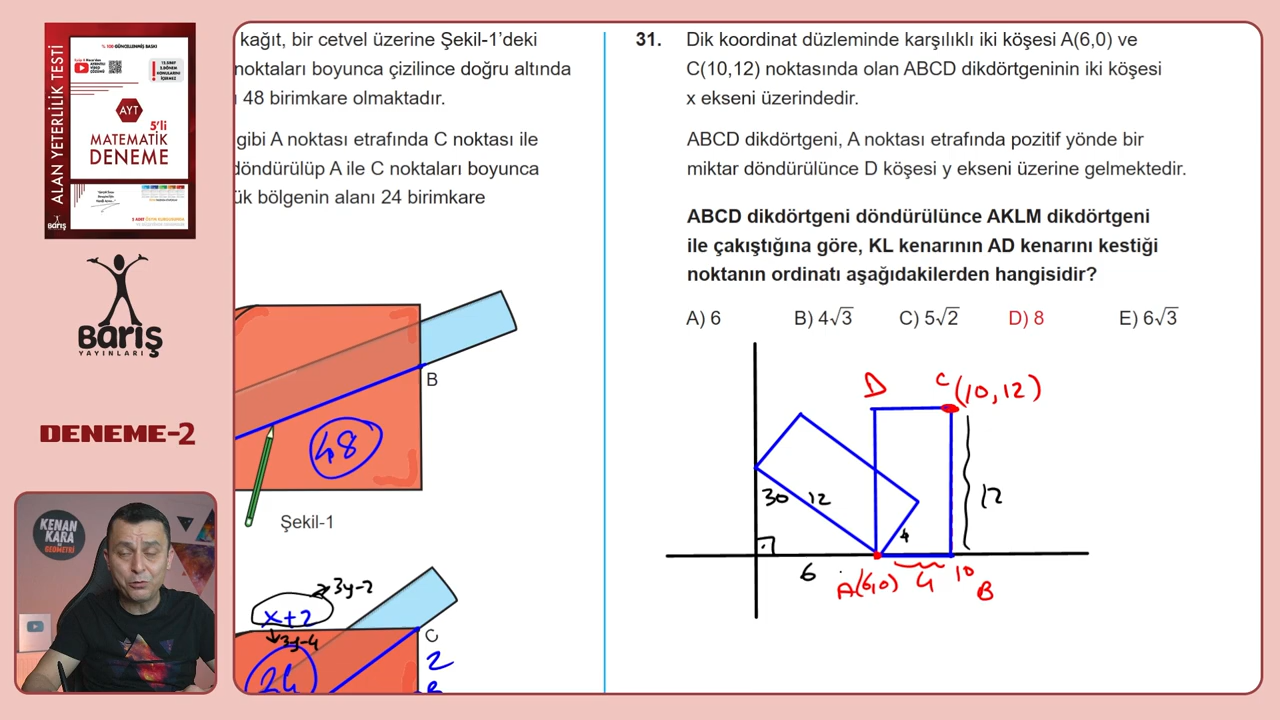 % 100 GÜNCELLENMİŞ BASKI
ALAN YETERLİLİK TESTİ
AYT
5'li
MATEMATİK
DENEME
BARIŞ
YAYINLARI
DENEME-2
KENAN
KARA
GEOMETRİ
kağıt, bir cetvel üzerine Şekil-1'deki
noktaları boyunca çizilince doğru altında
48 birimkare olmaktadır.
gibi A noktası etrafında C noktası ile
döndürülüp A ile C noktaları boyunca
ük bölgenin alanı 24 birimkare
B
48
Şekil-1
3y-2
x+2
3y-4
24
C
2
31. Dik koordinat düzleminde karşılıklı iki köşesi A(6,0) ve
C(10,12) noktasında olan ABCD dikdörtgeninin iki köşesi
x ekseni üzerindedir.
ABCD dikdörtgeni, A noktası etrafında pozitif yönde bir
miktar döndürülünce D köşesi y ekseni üzerine gelmektedir.
ABCD dikdörtgeni döndürülünce AKLM dikdörtgeni
ile çakıştığına göre, KL kenarının AD kenarını kestiği
noktanın ordinatı aşağıdakilerden hangisidir?
A) 6 B) 4√3 C) 5√2 D) 8 E) 6√3
D C(10,12)
30 12 12
4
6 A(6,0) 4 10 B